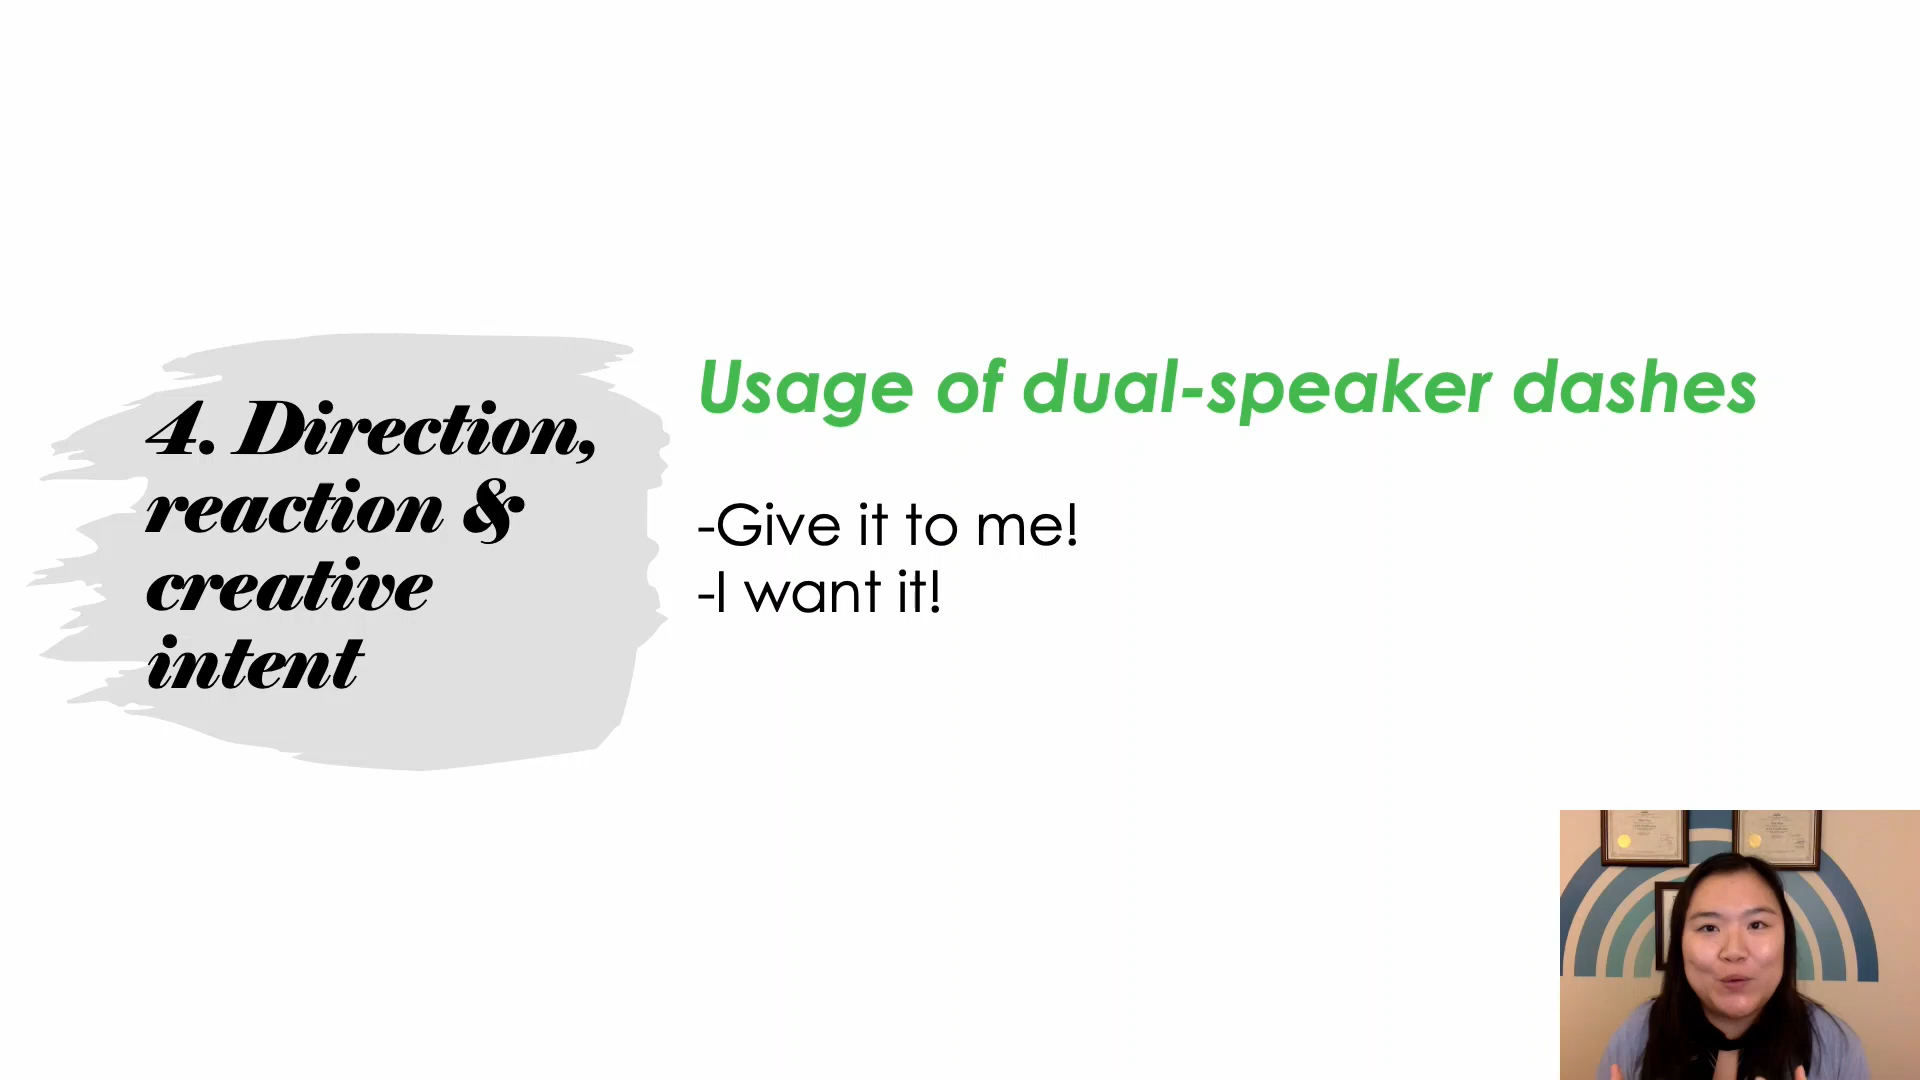 4. Direction,
reaction &
creative
intent
Usage of dual-speaker dashes
-Give it to me!
-I want it!